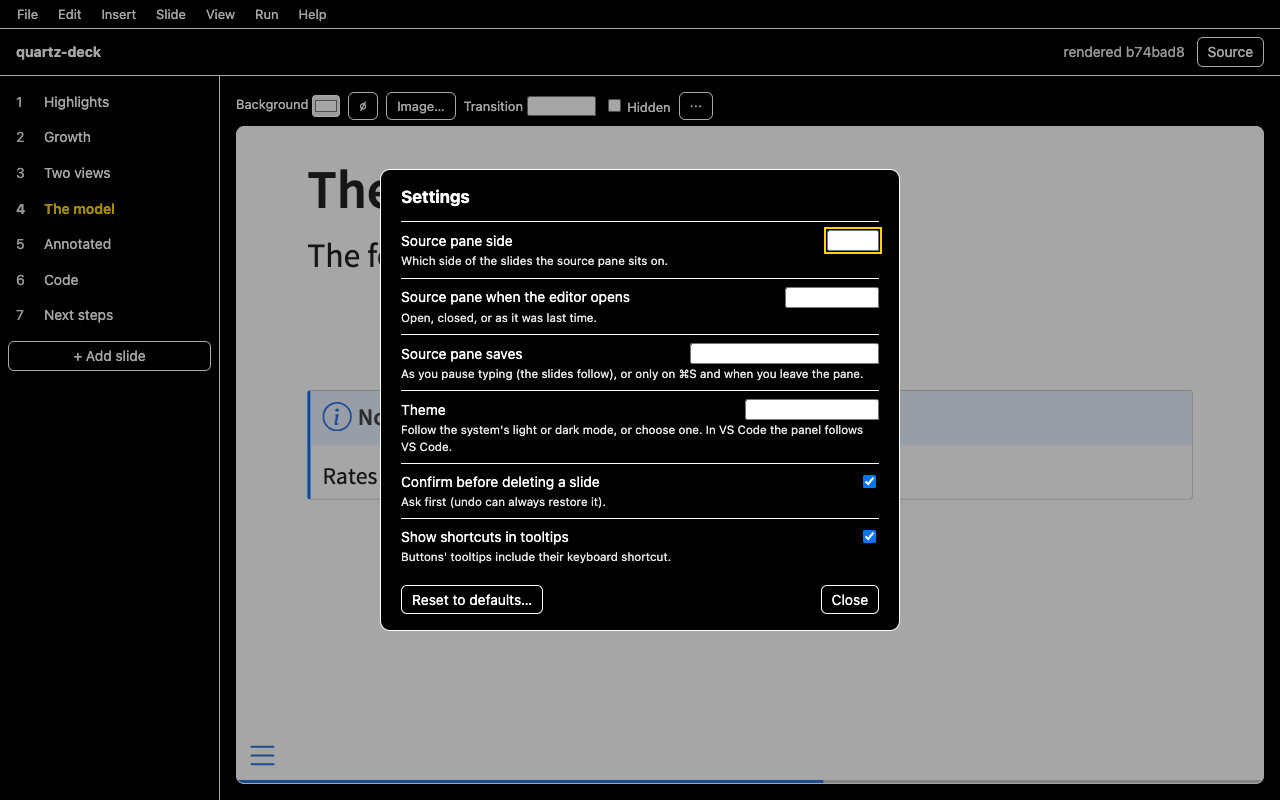 File Edit Insert Slide View Run Help
quartz-deck
rendered b74bad8 Source
1 Highlights
2 Growth
3 Two views
4 The model
5 Annotated
6 Code
7 Next steps
+ Add slide
Background ø Image... Transition Hidden ...
The
The
Rates
Settings
Source pane side
Which side of the slides the source pane sits on.
Source pane when the editor opens
Open, closed, or as it was last time.
Source pane saves
As you pause typing (the slides follow), or only on ⌘S and when you leave the pane.
Theme
Follow the system's light or dark mode, or choose one. In VS Code the panel follows
VS Code.
Confirm before deleting a slide
Ask first (undo can always restore it).
Show shortcuts in tooltips
Buttons' tooltips include their keyboard shortcut.
Reset to defaults... Close